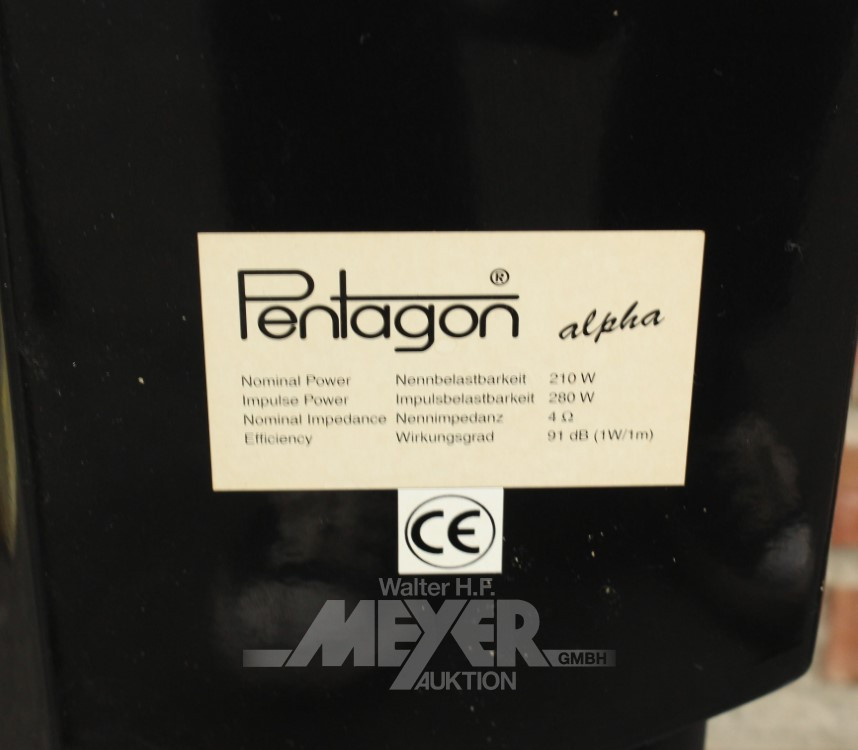 Pentagon® alpha
Nominal Power Nennbelastbarkeit 210 W
Impulse Power Impulsbelastbarkeit 280 W
Nominal Impedance Nennimpedanz 4 Ω
Efficiency Wirkungsgrad 91 dB (1W/1m)
CE
Walter H.F.
MEYER
GMBH
AUKTION